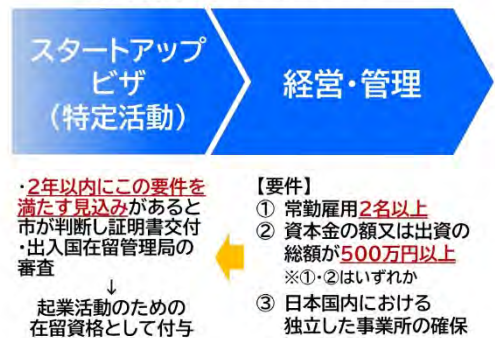 スタートアップ
ビザ
（特定活動）
経営・管理
・2年以内にこの要件を
満たす見込みがあると
市が判断し証明書交付
・出入国在留管理局の
審査
↓
起業活動のための
在留資格として付与
【要件】
① 常勤雇用2名以上
② 資本金の額又は出資の
総額が500万円以上
※①・②はいずれか
③ 日本国内における
独立した事業所の確保